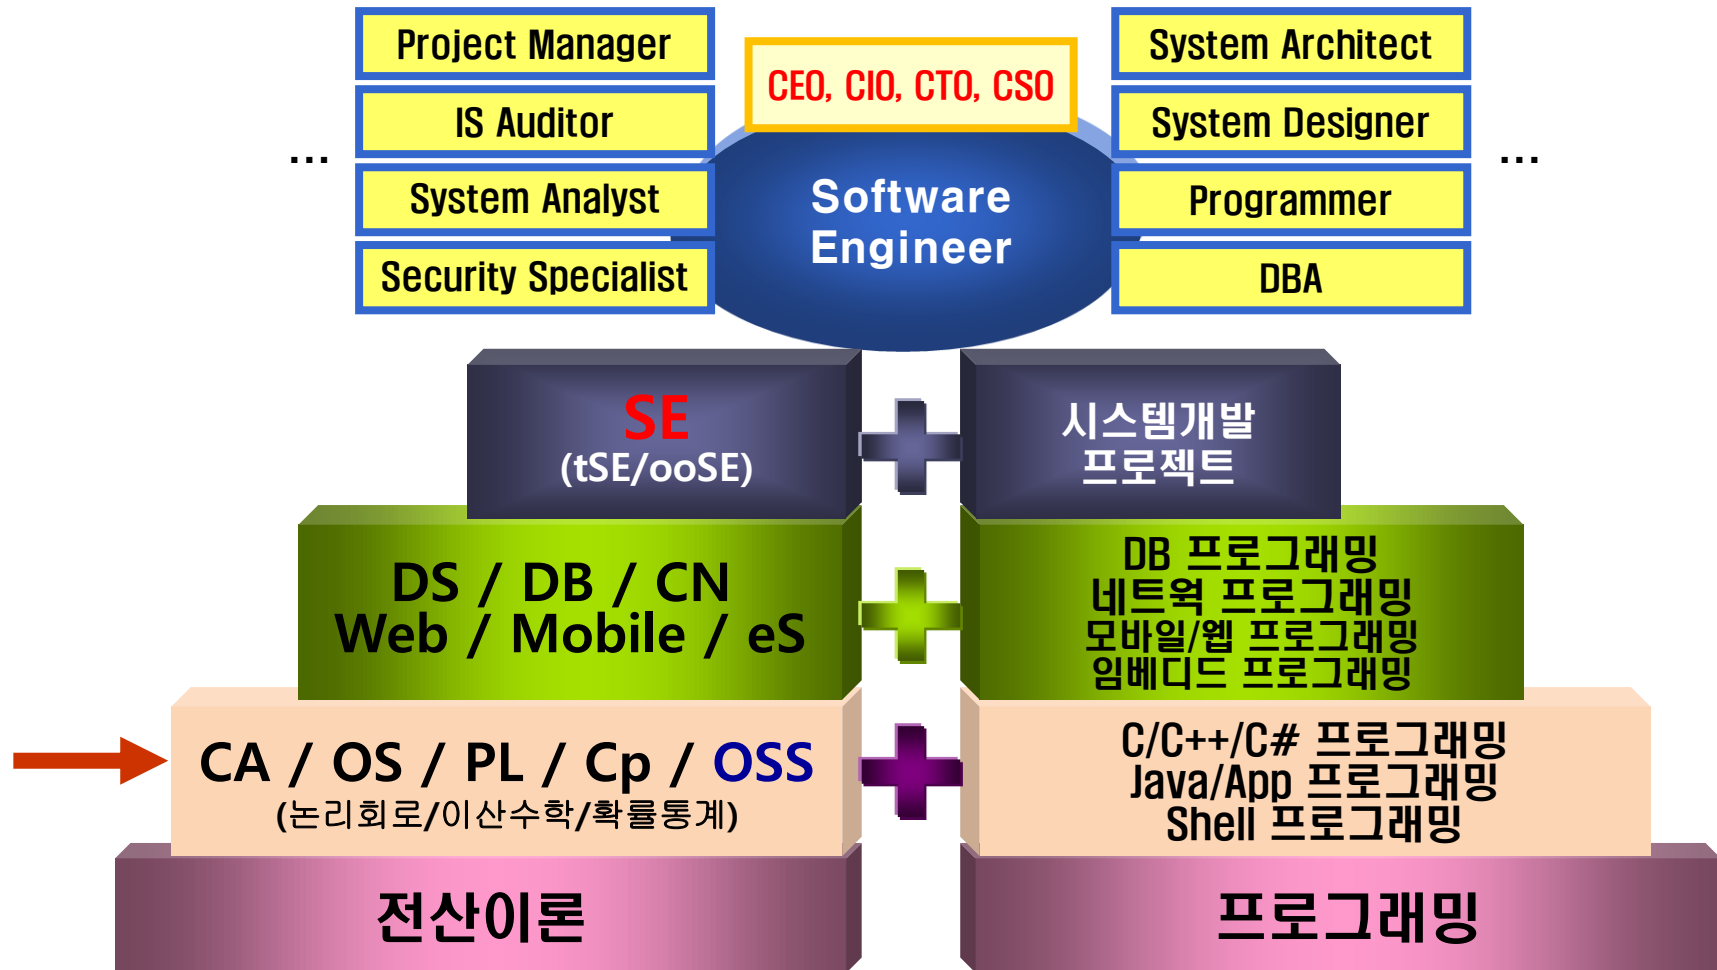 Project Manager
IS Auditor
System Analyst
Security Specialist
...
CEO, CIO, CTO, CSO
Software
Engineer
System Architect
System Designer
Programmer
DBA
...
SE
(tSE/ooSE)
시스템개발
프로젝트
DS / DB / CN
Web / Mobile / eS
DB 프로그래밍
네트웍 프로그래밍
모바일/웹 프로그래밍
임베디드 프로그래밍
CA / OS / PL / Cp / OSS
(논리회로/이산수학/확률통계)
C/C++/C# 프로그래밍
Java/App 프로그래밍
Shell 프로그래밍
전산이론
프로그래밍